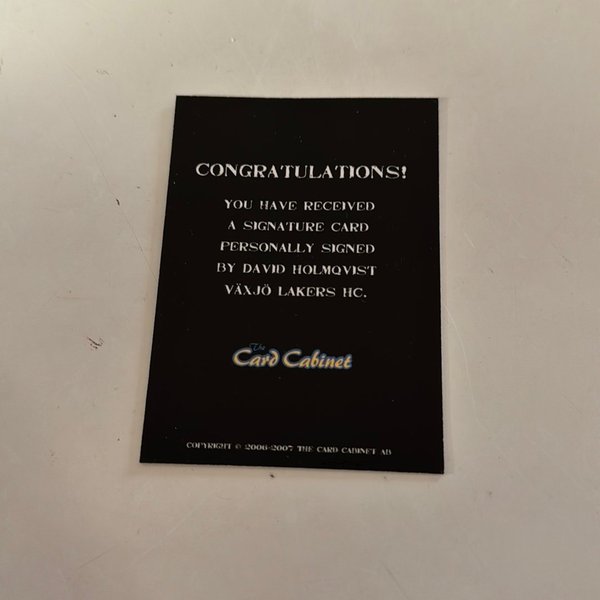 CONGRATULATIONS!
YOU HAVE RECEIVED
A SIGNATURE CARD
PERSONALLY SIGNED
BY DAVID HOLMQVIST
VÄXJÖ LAKERS HC.
The
Card Cabinet
COPYRIGHT © 2006-2007 THE CARD CABINET AB